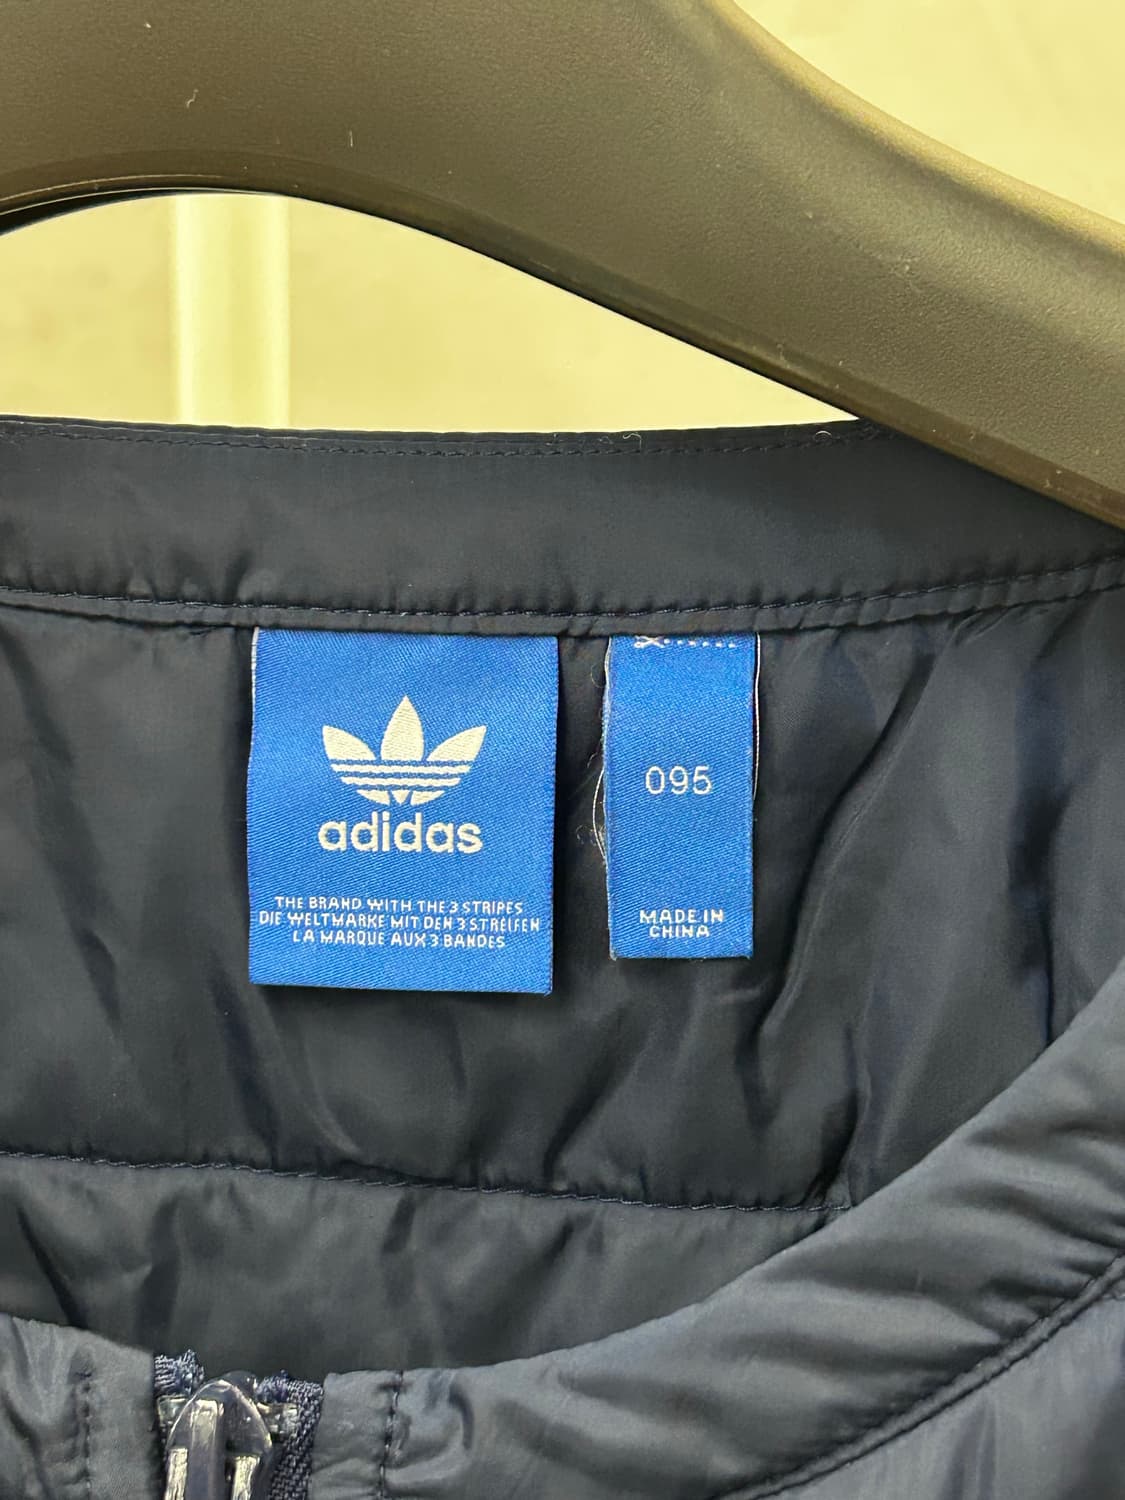 adidas
THE BRAND WITH THE 3 STRIPES
DIE WELTMARKE MIT DEN 3 STREIFEN
LA MARQUE AUX 3 BANDES
095
MADE IN
CHINA